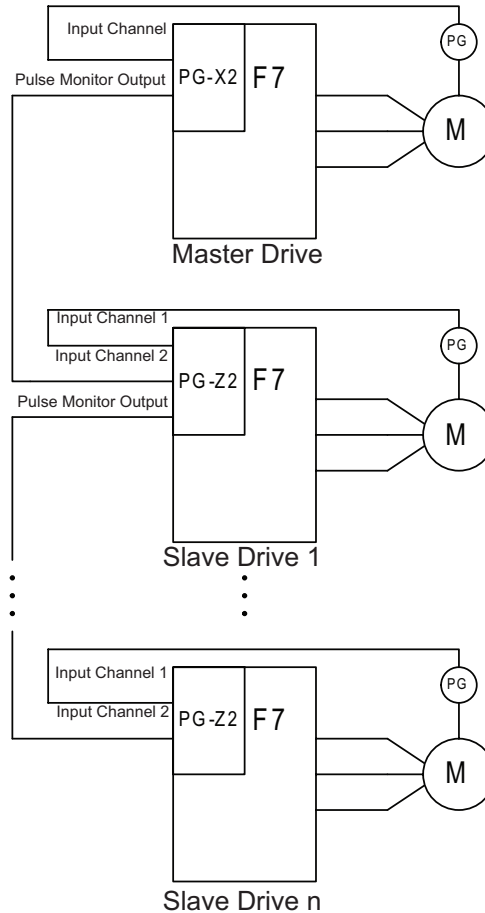 Input Channel
PG
Pulse Monitor Output
PG-X2
F7
M
Master Drive
Input Channel 1
PG
Input Channel 2
PG-Z2
F7
Pulse Monitor Output
M
Slave Drive 1
Input Channel 1
PG
Input Channel 2
PG-Z2
F7
M
Slave Drive n